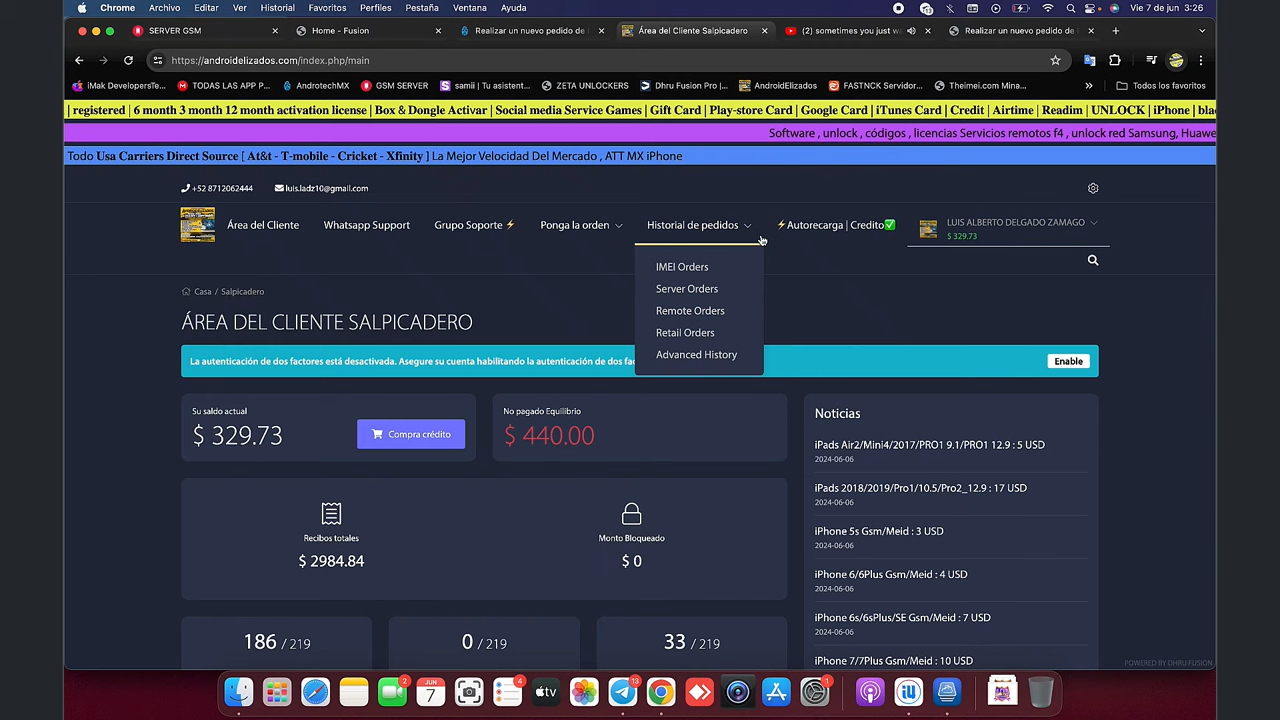 Chrome Archivo Editar Ver Historial Favoritos Perfiles Pestaña Ventana Ayuda
13
Vie 7 de jun 3:26
SERVER GSM × Home - Fusion × Realizar un nuevo pedido de × Área del Cliente Salpicadero × (2) sometimes you just w × Realizar un nuevo pedido de × +
https://androidelizados.com/index.php/main
iMak DevelopersTe... TODAS LAS APP P... AndrotechMX GSM SERVER samii | Tu asistent... ZETA UNLOCKERS Dhru Fusion Pro |... AndroidElizados FASTNCK Servidor... Theimei.com Mina... » Todos los favoritos
| registered | 6 month 3 month 12 month activation license | Box & Dongle Activar | Social media Service Games | Gift Card | Play-store Card | Google Card | iTunes Card | Credit | Airtime | Readim | UNLOCK | iPhone | blac
Software , unlock , códigos , licencias Servicios remotos f4 , unlock red Samsung, Huawe
Todo Usa Carriers Direct Source [ At&t - T-mobile - Cricket - Xfinity ] La Mejor Velocidad Del Mercado , ATT MX iPhone
+52 8712062444 luis.ladz10@gmail.com
Área del Cliente Whatsapp Support Grupo Soporte ⚡ Ponga la orden Historial de pedidos ⚡Autorecarga | Credito✅ LUIS ALBERTO DELGADO ZAMAGO
$ 329.73
IMEI Orders
Server Orders
Remote Orders
Retail Orders
Advanced History
Casa / Salpicadero
ÁREA DEL CLIENTE SALPICADERO
La autenticación de dos factores está desactivada. Asegure su cuenta habilitando la autenticación de dos fac
Enable
Su saldo actual
$ 329.73
Compra crédito
No pagado Equilibrio
$ 440.00
Recibos totales
$ 2984.84
Monto Bloqueado
$ 0
186 / 219
0 / 219
33 / 219
Noticias
iPads Air2/Mini4/2017/PRO1 9.1/PRO1 12.9 : 5 USD
2024-06-06
iPads 2018/2019/Pro1/10.5/Pro2_12.9 : 17 USD
2024-06-06
iPhone 5s Gsm/Meid : 3 USD
2024-06-06
iPhone 6/6Plus Gsm/Meid : 4 USD
2024-06-06
iPhone 6s/6sPlus/SE Gsm/Meid : 7 USD
2024-06-06
iPhone 7/7Plus Gsm/Meid : 10 USD
POWERED BY DHRU FUSION
2 JUN 7 4 tv 13 1